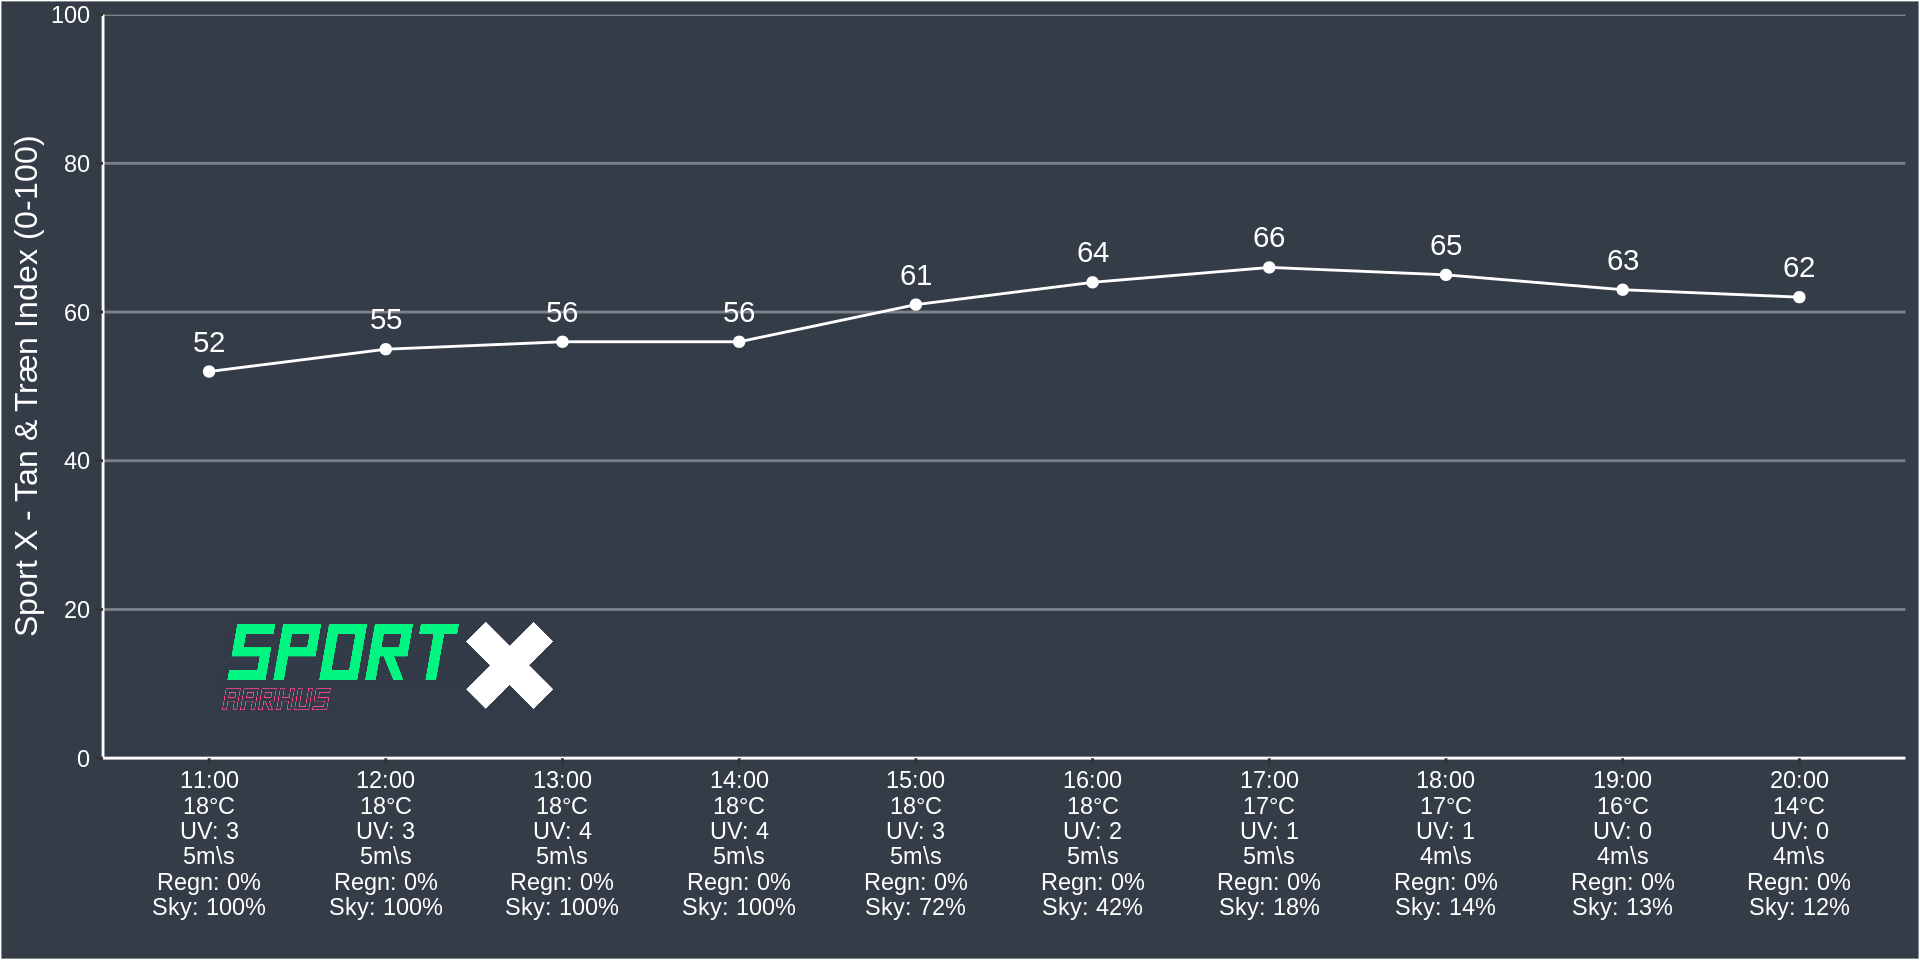 Sport X - Tan & Træn Index (0-100)
100
80
60
40
20
0
52 55 56 56 61 64 66 65 63 62
SPORT X
AARHUS
11:00 12:00 13:00 14:00 15:00 16:00 17:00 18:00 19:00 20:00
18°C 18°C 18°C 18°C 18°C 18°C 17°C 17°C 16°C 14°C
UV: 3 UV: 3 UV: 4 UV: 4 UV: 3 UV: 2 UV: 1 UV: 1 UV: 0 UV: 0
5m\s 5m\s 5m\s 5m\s 5m\s 5m\s 5m\s 4m\s 4m\s 4m\s
Regn: 0% Regn: 0% Regn: 0% Regn: 0% Regn: 0% Regn: 0% Regn: 0% Regn: 0% Regn: 0% Regn: 0%
Sky: 100% Sky: 100% Sky: 100% Sky: 100% Sky: 72% Sky: 42% Sky: 18% Sky: 14% Sky: 13% Sky: 12%